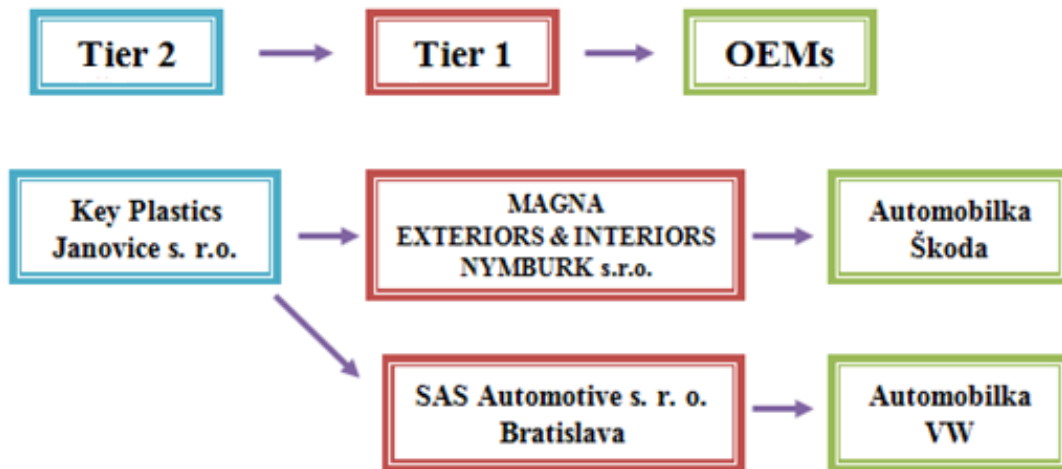 Tier 2
Tier 1
OEMs
Key Plastics
Janovice s. r.o.
MAGNA
EXTERIORS & INTERIORS
NYMBURK s.r.o.
Automobilka
Škoda
SAS Automotive s. r. o.
Bratislava
Automobilka
VW